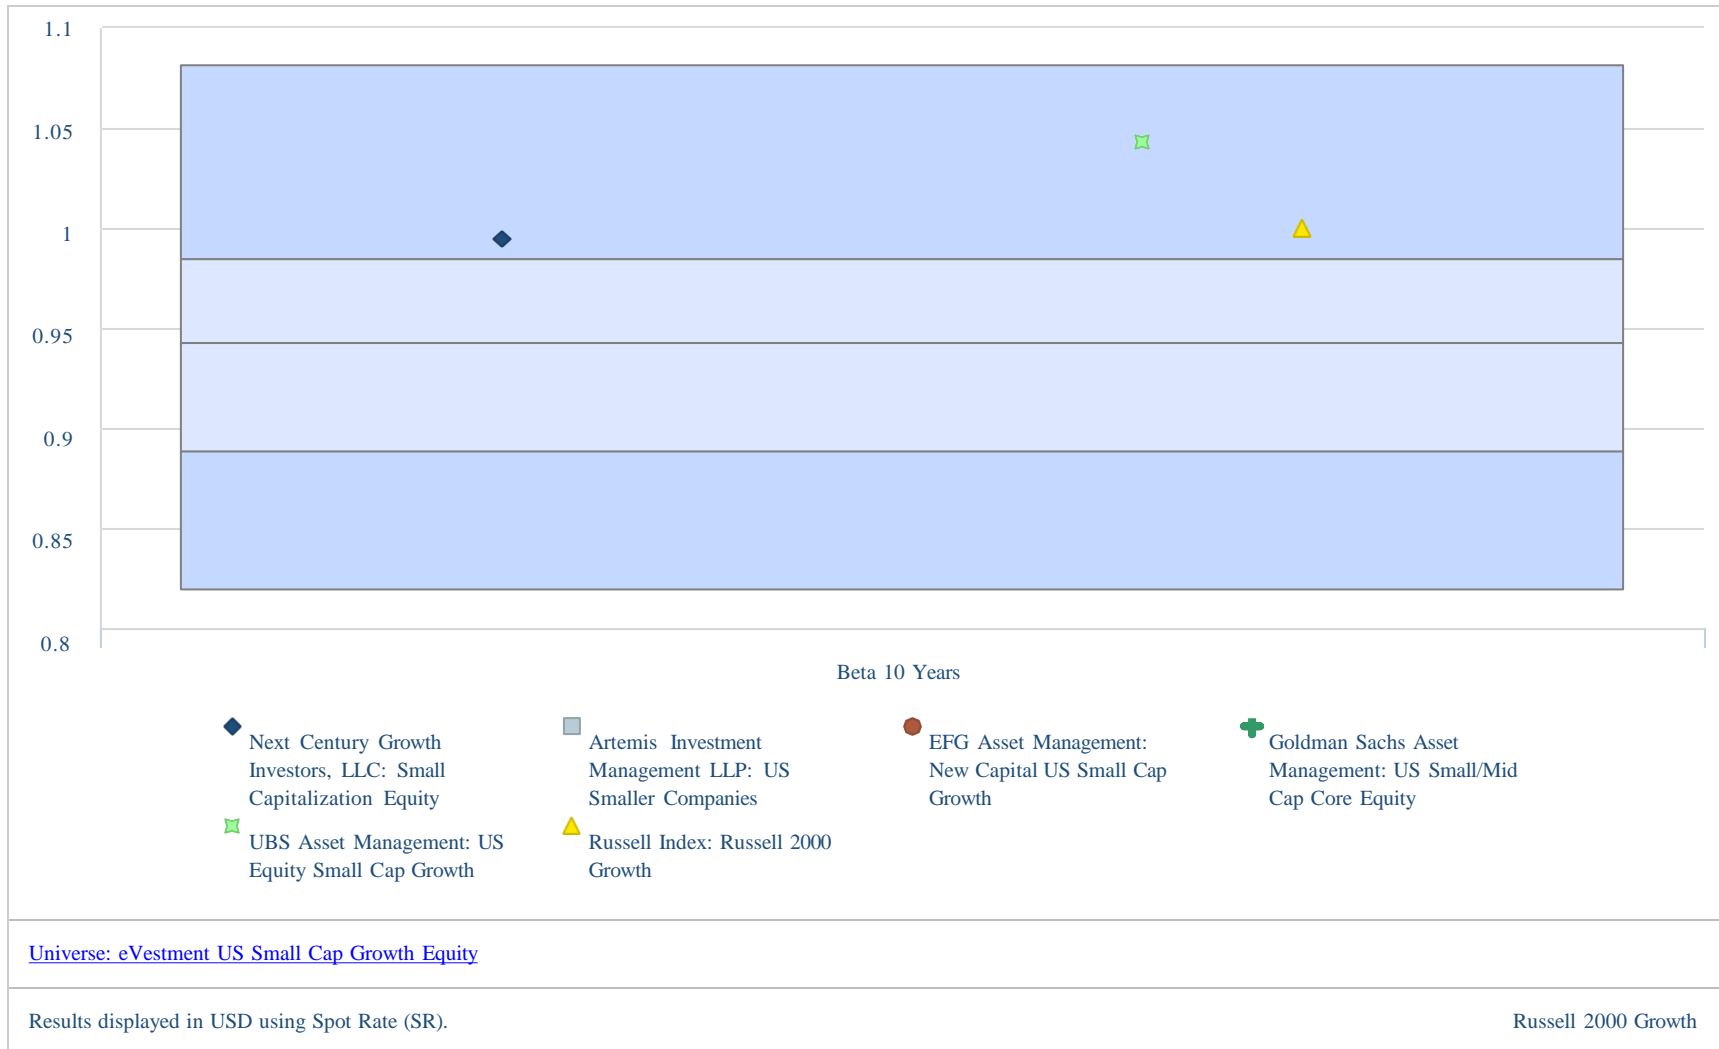 1.1
1.05
1
0.95
0.9
0.85
0.8
Beta 10 Years
Next Century Growth
Investors, LLC: Small
Capitalization Equity
Artemis Investment
Management LLP: US
Smaller Companies
EFG Asset Management:
New Capital US Small Cap
Growth
Goldman Sachs Asset
Management: US Small/Mid
Cap Core Equity
UBS Asset Management: US
Equity Small Cap Growth
Russell Index: Russell 2000
Growth
Universe: eVestment US Small Cap Growth Equity
Results displayed in USD using Spot Rate (SR).
Russell 2000 Growth